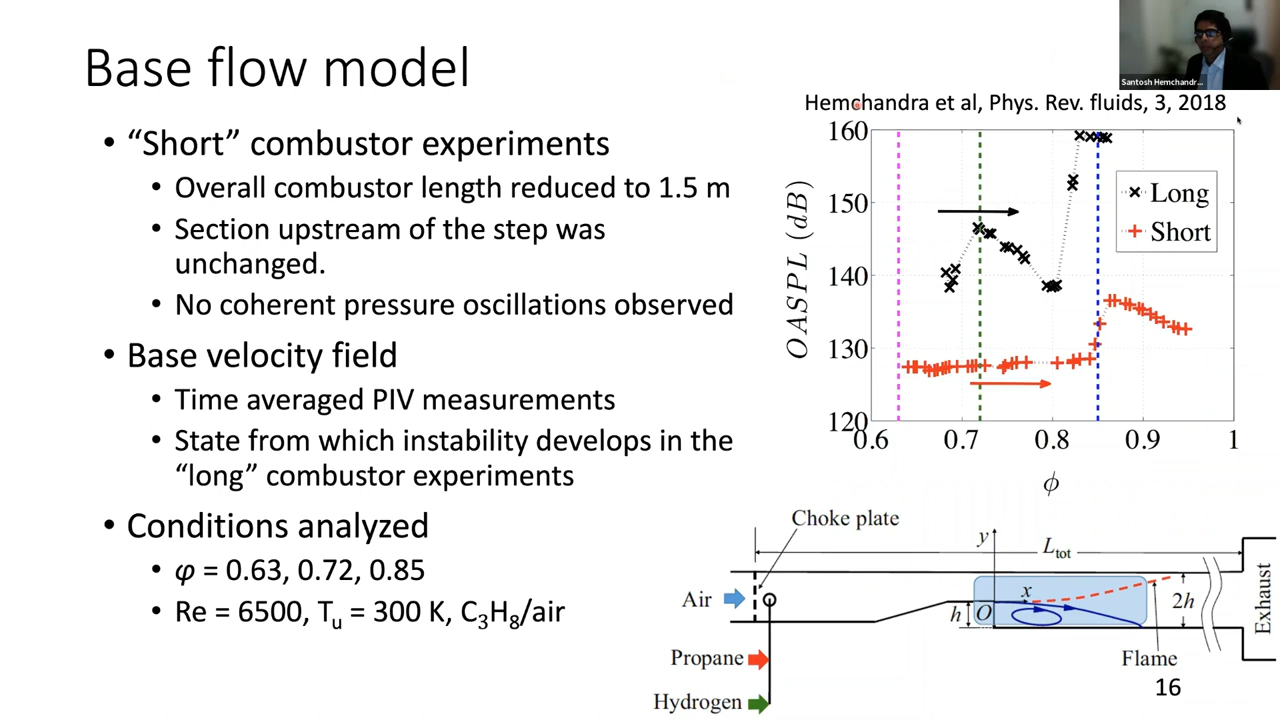 Base flow model
Santosh Hemchandr...
Hemchandra et al, Phys. Rev. fluids, 3, 2018
• “Short” combustor experiments
• Overall combustor length reduced to 1.5 m
• Section upstream of the step was
unchanged.
• No coherent pressure oscillations observed
• Base velocity field
• Time averaged PIV measurements
• State from which instability develops in the
“long” combustor experiments
• Conditions analyzed
• φ = 0.63, 0.72, 0.85
• Re = 6500, Tᵤ = 300 K, C₃H₈/air
160
150
140
130
120
OASPL (dB)
Long
Short
0.6 0.7 0.8 0.9 1
ϕ
Choke plate
y
L_tot
Air
x
h
O
2h
Exhaust
Propane
Flame
Hydrogen
16